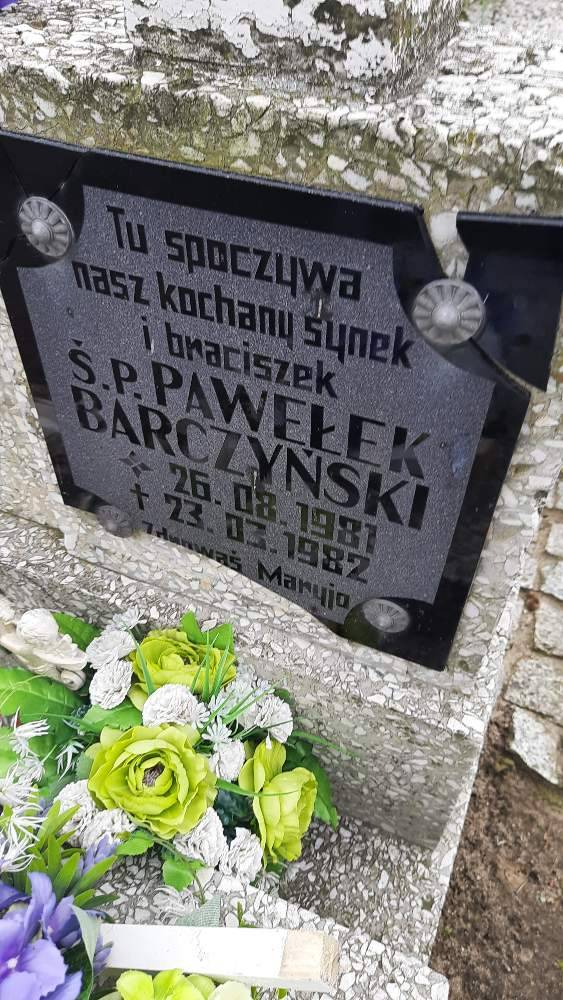 Tu spoczywa
nasz kochany synek
i braciszek
Ś.P. PAWEŁEK
BARCZYŃSKI
26. 08. 1981
† 23. 03. 1982
Zdrowaś Maryjo